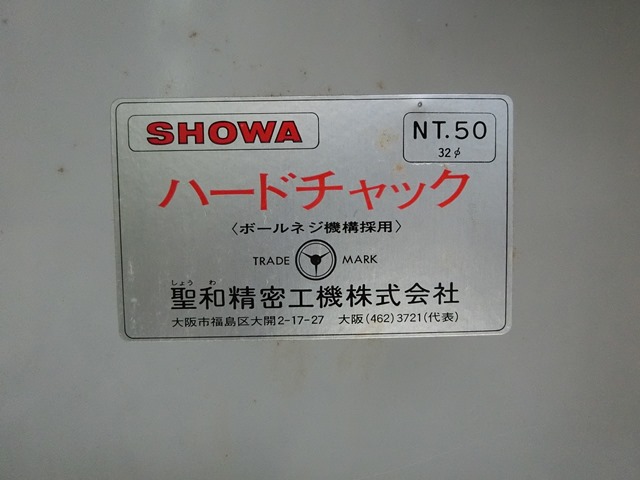 SHOWA
NT.50
32φ
ハードチャック
〈ボールネジ機構採用〉
TRADE MARK
しょう わ
聖和精密工機株式会社
大阪市福島区大開2-17-27 大阪(462)3721(代表)